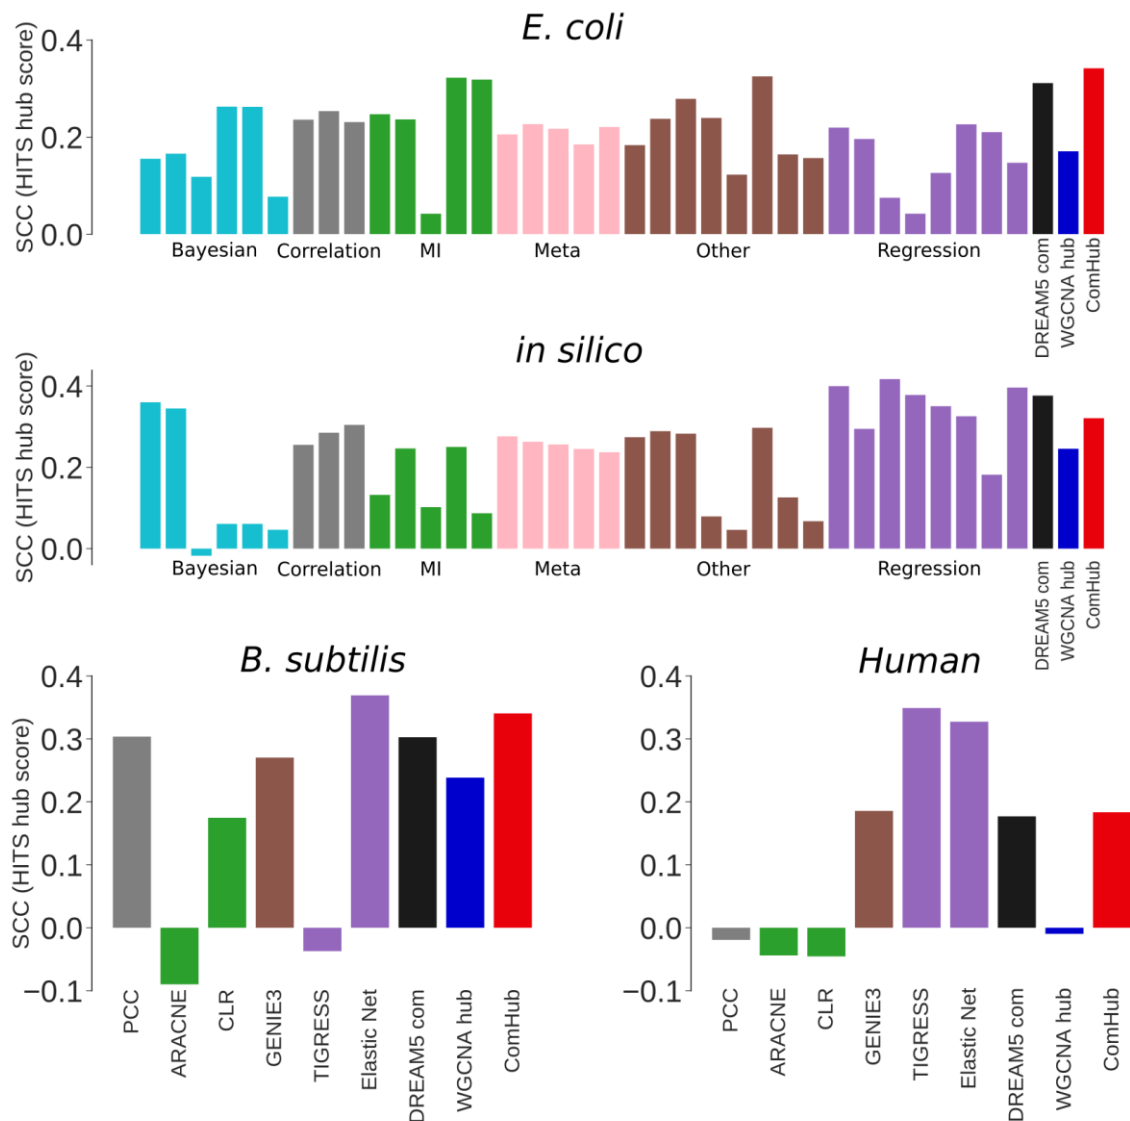 E. coli
SCC (HITS hub score)
0.4
0.2
0.0
Bayesian Correlation MI Meta Other Regression
DREAM5 com
WGCNA hub
ComHub
in silico
SCC (HITS hub score)
0.4
0.2
0.0
Bayesian Correlation MI Meta Other Regression
DREAM5 com
WGCNA hub
ComHub
B. subtilis
SCC (HITS hub score)
0.4
0.3
0.2
0.1
0.0
−0.1
PCC
ARACNE
CLR
GENIE3
TIGRESS
Elastic Net
DREAM5 com
WGCNA hub
ComHub
Human
0.4
0.3
0.2
0.1
0.0
−0.1
PCC
ARACNE
CLR
GENIE3
TIGRESS
Elastic Net
DREAM5 com
WGCNA hub
ComHub